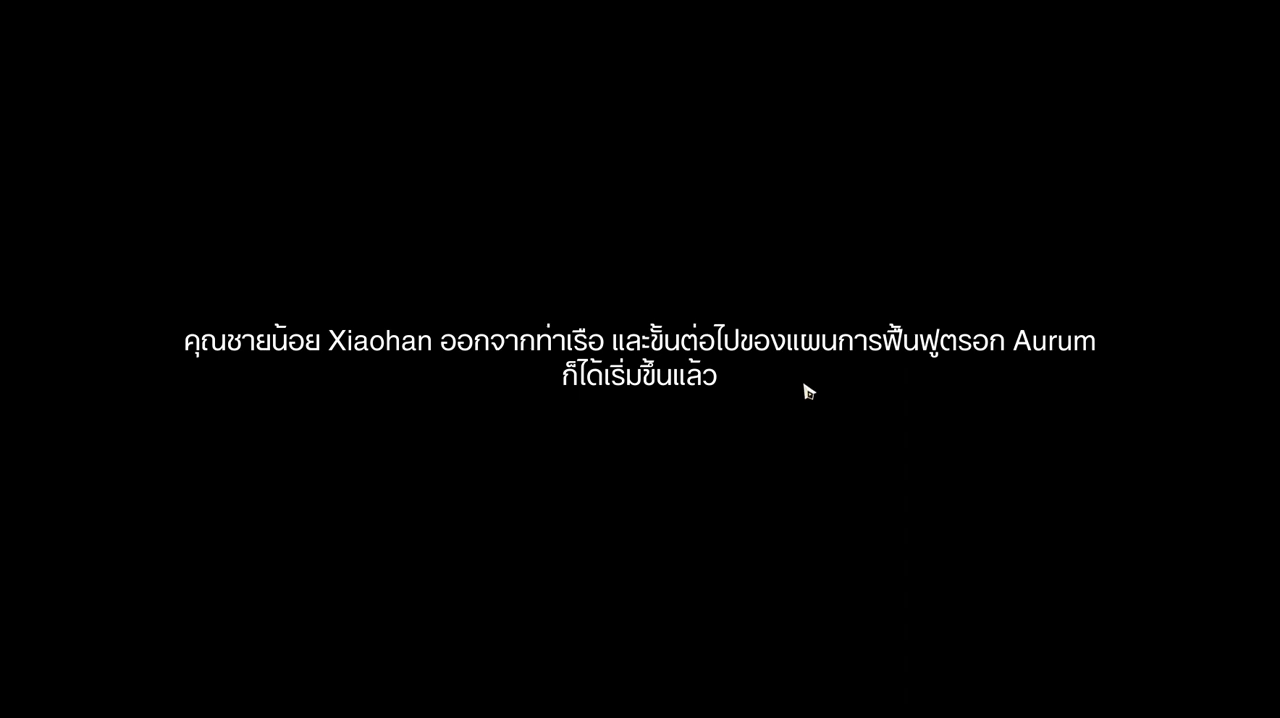 คุณชายน้อย Xiaohan ออกจากท่าเรือ และขั้นต่อไปของแผนการฟื้นฟูตรอก Aurum
ก็ได้เริ่มขึ้นแล้ว